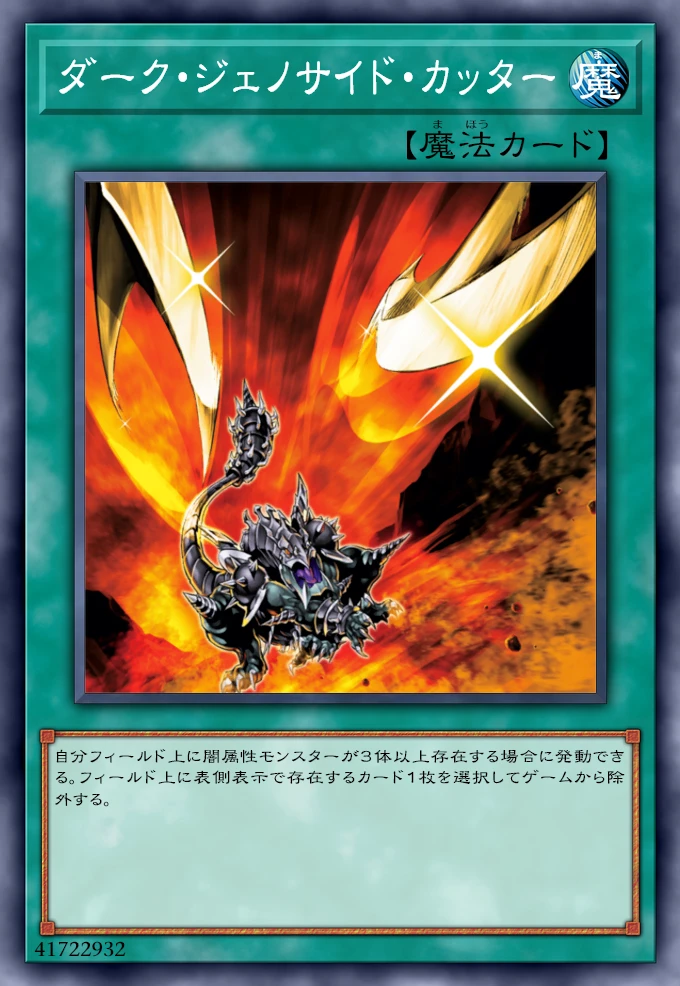 ダーク・ジェノサイド・カッター 魔
【魔法カード】
自分フィールド上に闇属性モンスターが3体以上存在する場合に発動でき
る。フィールド上に表側表示で存在するカード1枚を選択してゲームから除
外する。
41722932